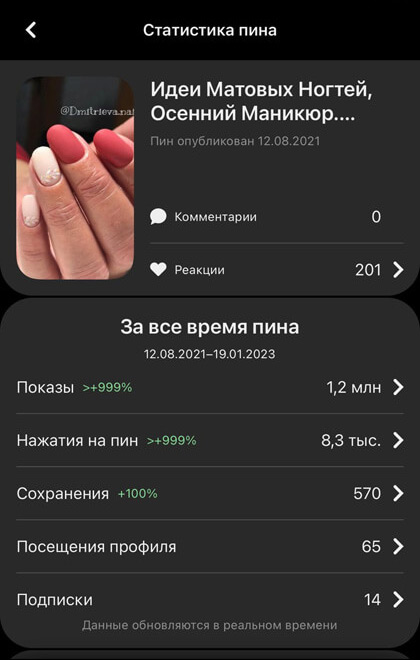 Статистика пина
@Dmitrieva.nai
Идеи Матовых Ногтей,
Осенний Маникюр....
Пин опубликован 12.08.2021
Комментарии 0
Реакции 201
За все время пина
12.08.2021–19.01.2023
Показы >+999% 1,2 млн
Нажатия на пин >+999% 8,3 тыс.
Сохранения +100% 570
Посещения профиля 65
Подписки 14
Данные обновляются в реальном времени